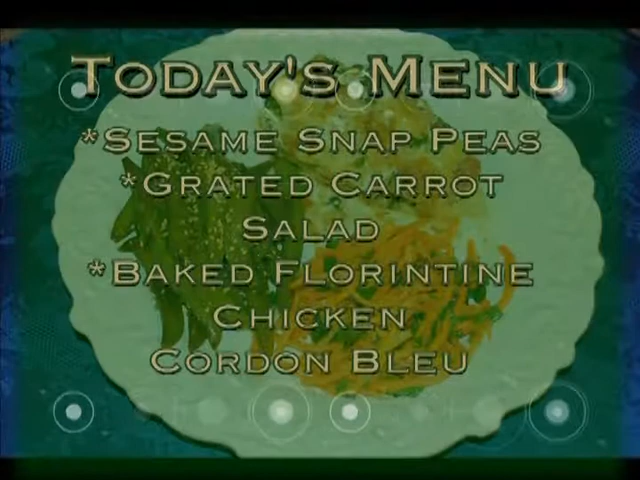 Today's Menu
*Sesame Snap Peas
*Grated Carrot
Salad
*Baked Florintine
Chicken
Cordon Bleu